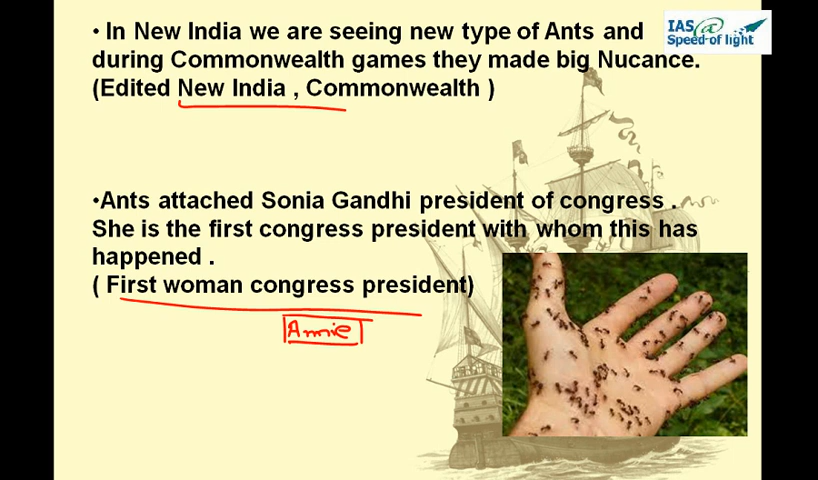 • In New India we are seeing new type of Ants and
during Commonwealth games they made big Nucance.
(Edited New India , Commonwealth )
•Ants attached Sonia Gandhi president of congress .
She is the first congress president with whom this has
happened .
( First woman congress president)
Annie
IAS@
Speed-of light